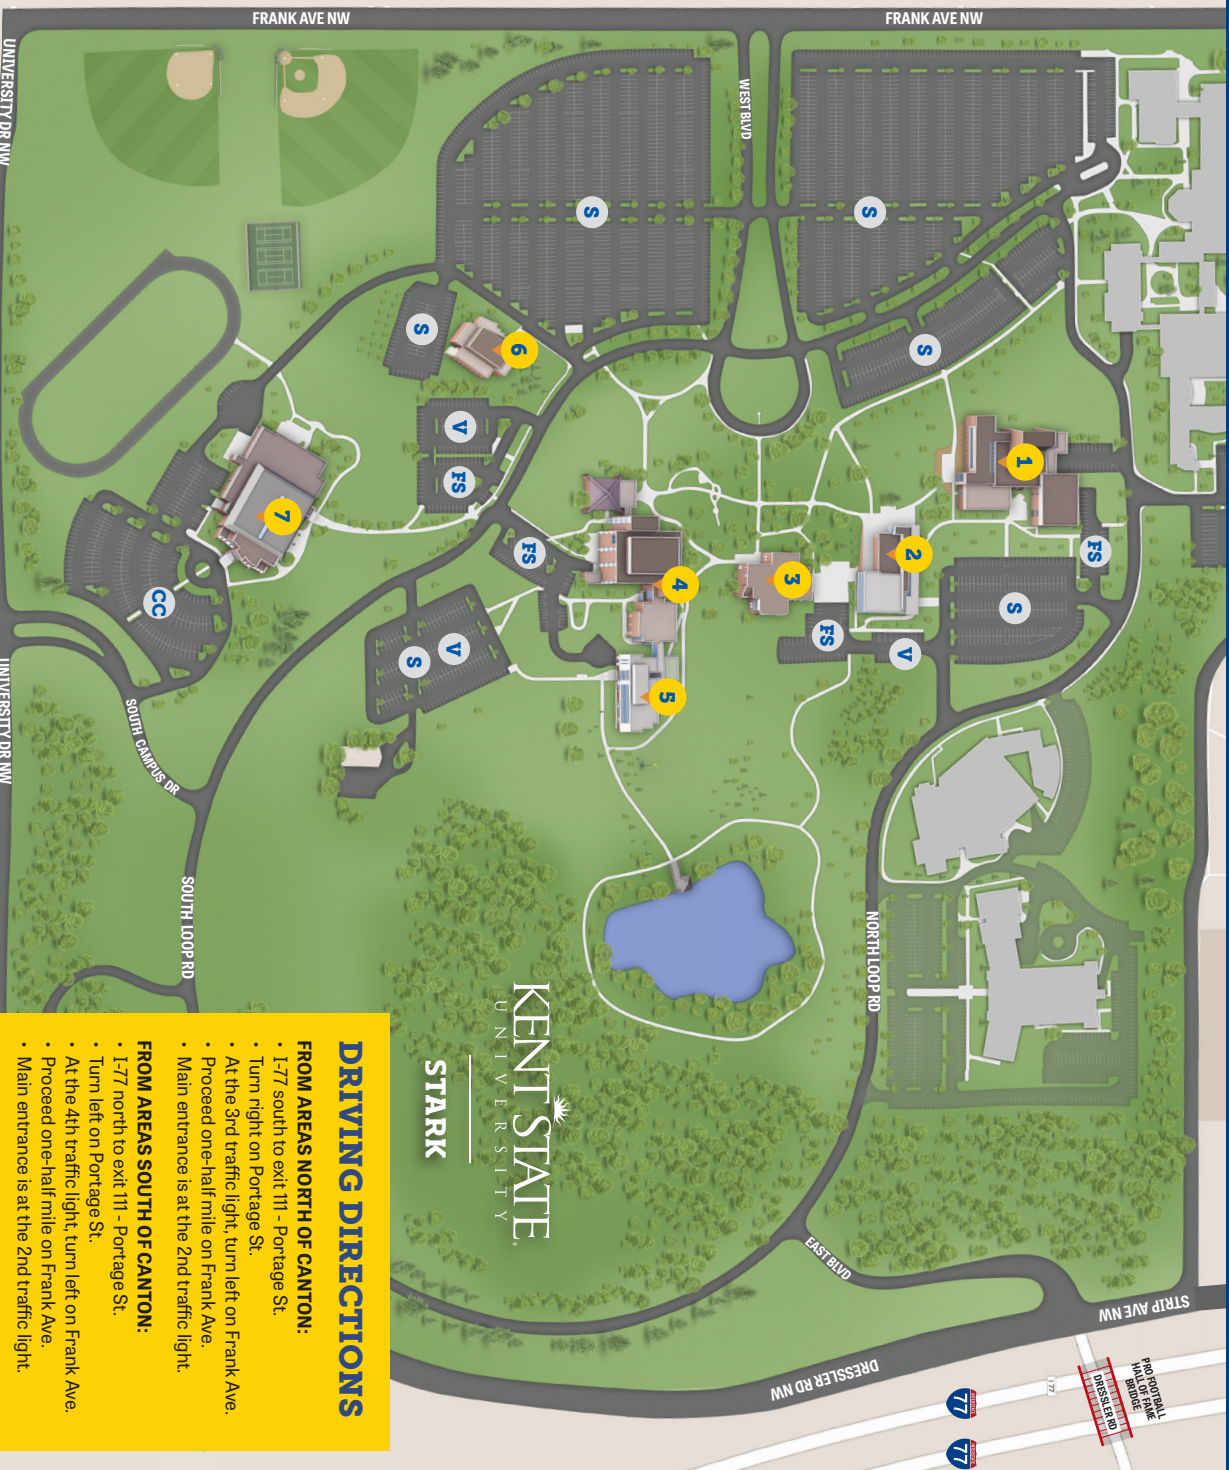 FRANK AVE NW
FRANK AVE NW
UNIVERSITY DR NW
WEST BLVD
S
S
S
S
6
V
FS
1
7
FS
2
FS
3
4
S
CC
FS
V
V
S
5
UNIVERSITY DR NW
SOUTH CAMPUS DR
SOUTH LOOP RD
NORTH LOOP RD
KENT STATE
UNIVERSITY
STARK
EAST BLVD
STRIP AVE NW
DRESSLER RD NW
PRO FOOTBALL
HALL OF FAME
BRIDGE
DRESSLER RD
I 77
77
77
DRIVING DIRECTIONS
FROM AREAS NORTH OF CANTON:
• I-77 south to exit 111 - Portage St.
• Turn right on Portage St.
• At the 3rd traffic light, turn left on Frank Ave.
• Proceed one-half mile on Frank Ave.
• Main entrance is at the 2nd traffic light.
FROM AREAS SOUTH OF CANTON:
• I-77 north to exit 111 - Portage St.
• Turn left on Portage St.
• At the 4th traffic light, turn left on Frank Ave.
• Proceed one-half mile on Frank Ave.
• Main entrance is at the 2nd traffic light.